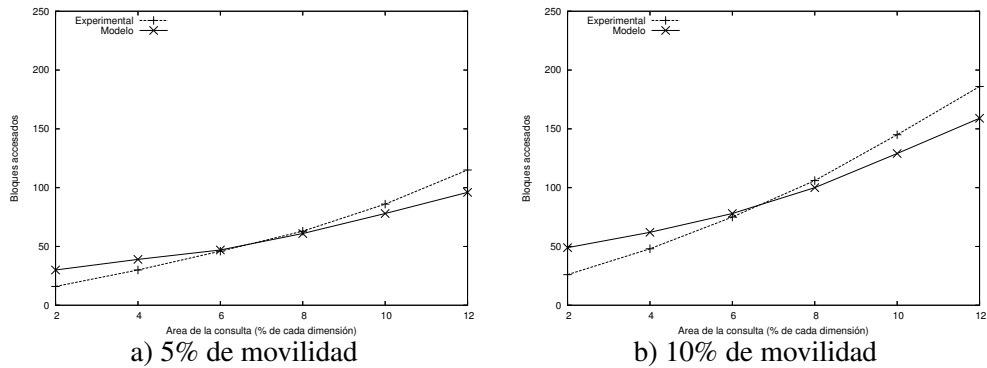 250
200
150
100
50
0
2 4 6 8 10 12
Bloques accesados
Area de la consulta (% de cada dimensión)
Experimental
Modelo
a) 5% de movilidad
250
200
150
100
50
0
2 4 6 8 10 12
Bloques accesados
Area de la consulta (% de cada dimensión)
Experimental
Modelo
b) 10% de movilidad